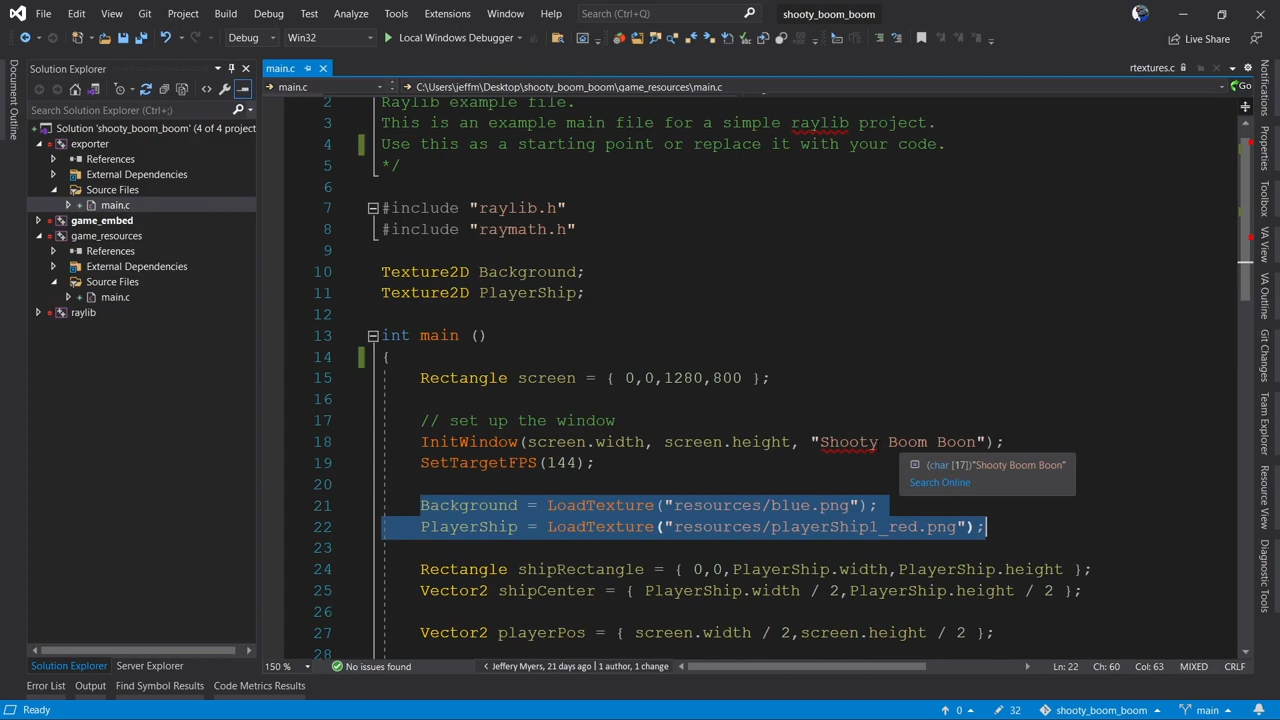 File Edit View Git Project Build Debug Test Analyze Tools Extensions Window Help Search (Ctrl+Q) shooty_boom_boom
Debug Win32 Local Windows Debugger Live Share
Document Outline
Solution Explorer
Search Solution Explorer (Ctrl+;)
Solution 'shooty_boom_boom' (4 of 4 project
exporter
References
External Dependencies
Source Files
main.c
game_embed
game_resources
References
External Dependencies
Source Files
main.c
raylib
Solution Explorer Server Explorer
main.c rtextures.c
main.c C:\Users\jeffm\Desktop\shooty_boom_boom\game_resources\main.c Go
2 Raylib example file.
3 This is an example main file for a simple raylib project.
4 Use this as a starting point or replace it with your code.
5 */
6
7 #include "raylib.h"
8 #include "raymath.h"
9
10 Texture2D Background;
11 Texture2D PlayerShip;
12
13 int main ()
14 {
15 Rectangle screen = { 0,0,1280,800 };
16
17 // set up the window
18 InitWindow(screen.width, screen.height, "Shooty Boom Boon");
19 SetTargetFPS(144);
20
21 Background = LoadTexture("resources/blue.png");
22 PlayerShip = LoadTexture("resources/playerShip1_red.png");
23
24 Rectangle shipRectangle = { 0,0,PlayerShip.width,PlayerShip.height };
25 Vector2 shipCenter = { PlayerShip.width / 2,PlayerShip.height / 2 };
26
27 Vector2 playerPos = { screen.width / 2,screen.height / 2 };
28
(char [17])"Shooty Boom Boon"
Search Online
150 % No issues found Jeffery Myers, 21 days ago | 1 author, 1 change Ln: 22 Ch: 60 Col: 63 MIXED CRLF
Notifications
Properties
Toolbox
VA View
VA Outline
Git Changes
Team Explorer
Resource View
Diagnostic Tools
Error List Output Find Symbol Results Code Metrics Results
Ready 0 32 shooty_boom_boom main